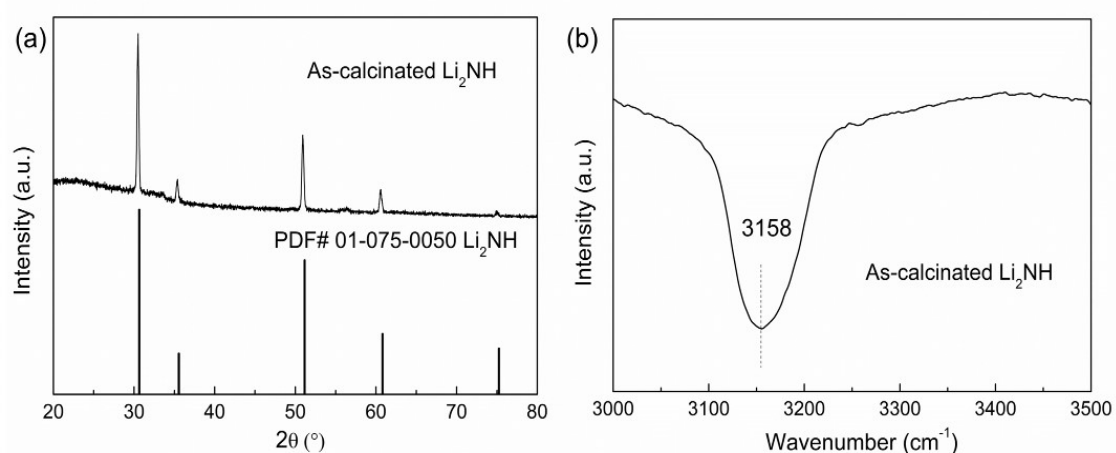 (a)
As-calcinated Li₂NH
PDF# 01-075-0050 Li₂NH
Intensity (a.u.)
20 30 40 50 60 70 80
2θ (°)
(b)
3158
As-calcinated Li₂NH
Intensity (a.u.)
3000 3100 3200 3300 3400 3500
Wavenumber (cm⁻¹)